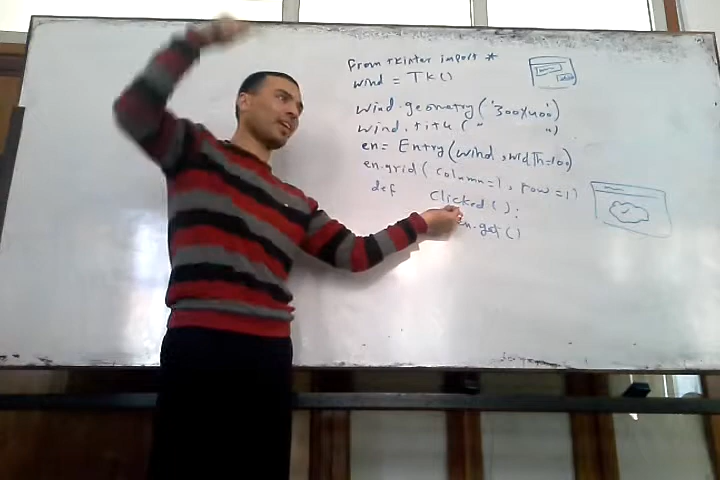 from tkinter import *
wind = Tk()
wind.geometry('300x400')
wind.title(" ")
en= Entry(wind, width=100)
en.grid( column=1, row=1)
def clicked():
en.get()